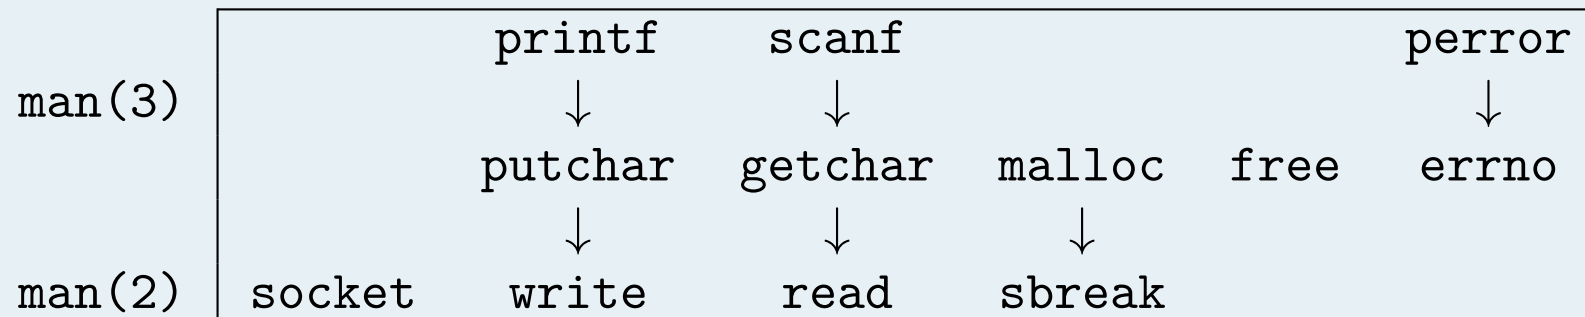 printf scanf perror
man(3) ↓ ↓ ↓
putchar getchar malloc free errno
↓ ↓ ↓
man(2) socket write read sbreak